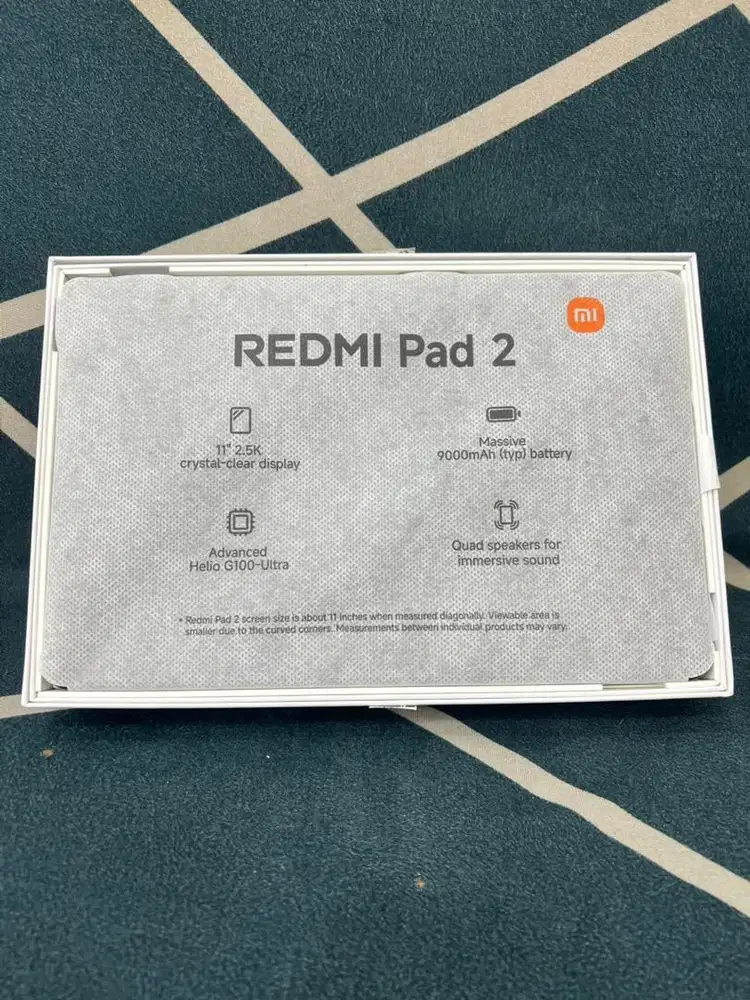 mi
REDMI Pad 2
11" 2.5K
crystal-clear display
Massive
9000mAh (typ) battery
Advanced
Helio G100-Ultra
Quad speakers for
immersive sound
* Redmi Pad 2 screen size is about 11 inches when measured diagonally. Viewable area is
smaller due to the curved corners. Measurements between individual products may vary.